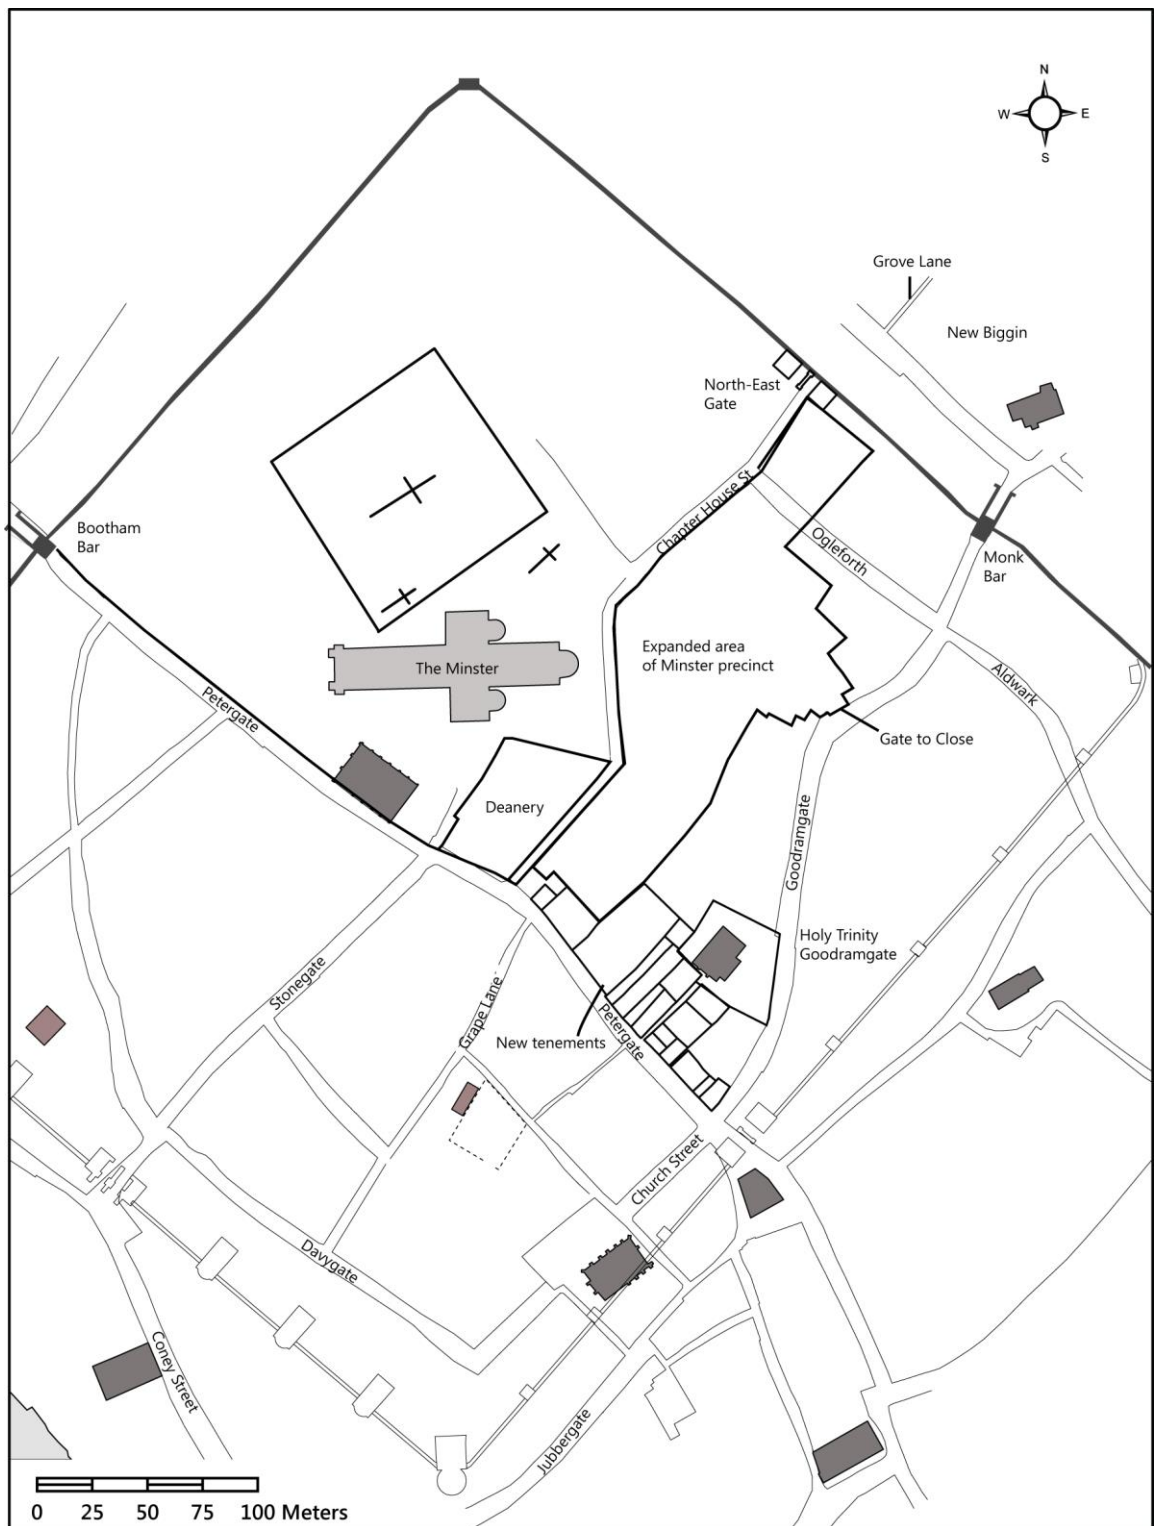 N
W E
S
Grove Lane
New Biggin
North-East
Gate
Chapter House St
Bootham
Bar
Ogleforth
Monk
Bar
Expanded area
of Minster precinct
The Minster
Aldwark
Petergate
Gate to Close
Deanery
Goodramgate
Holy Trinity
Goodramgate
Stonegate
Grape Lane
New tenements
Petergate
Church Street
Davygate
Coney Street
Jubbergate
0 25 50 75 100 Meters